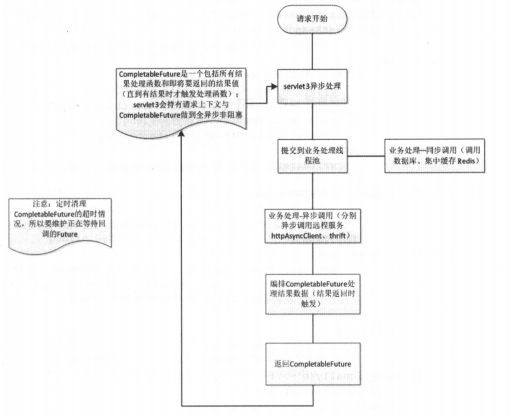 请求开始
CompletableFuture是一个包括所有结
果处理函数和即将要返回的结果值
（直到有结果时才触发处理函数）；
servlet3会持有请求上下文与
CompletableFuture做到全异步非阻塞
servlet3异步处理
提交到业务处理线
程池
业务处理---同步调用（调用
数据库、集中缓存 Redis）
注意：定时清理
CompletableFuture的超时情
况，所以要维护正在等待回
调的Future
业务处理-异步调用（分别
异步调用远程服务
httpAsyncClient、thrift）
编排CompletableFuture处
理结果数据（结果返回时
触发）
返回CompletableFuture